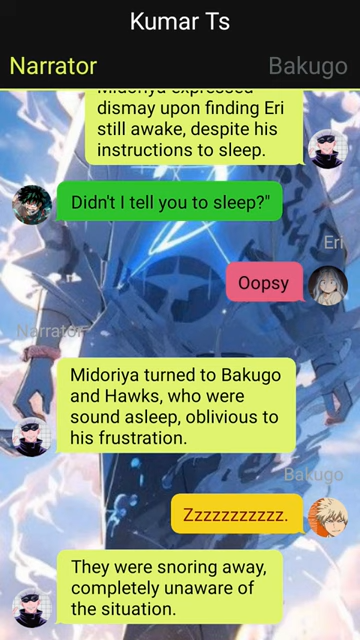 Kumar Ts
Narrator
Bakugo
Midoriya expressed
dismay upon finding Eri
still awake, despite his
instructions to sleep.
Didn't I tell you to sleep?"
Eri
Oopsy
Narrator
Midoriya turned to Bakugo
and Hawks, who were
sound asleep, oblivious to
his frustration.
Bakugo
Zzzzzzzzzzz.
They were snoring away,
completely unaware of
the situation.